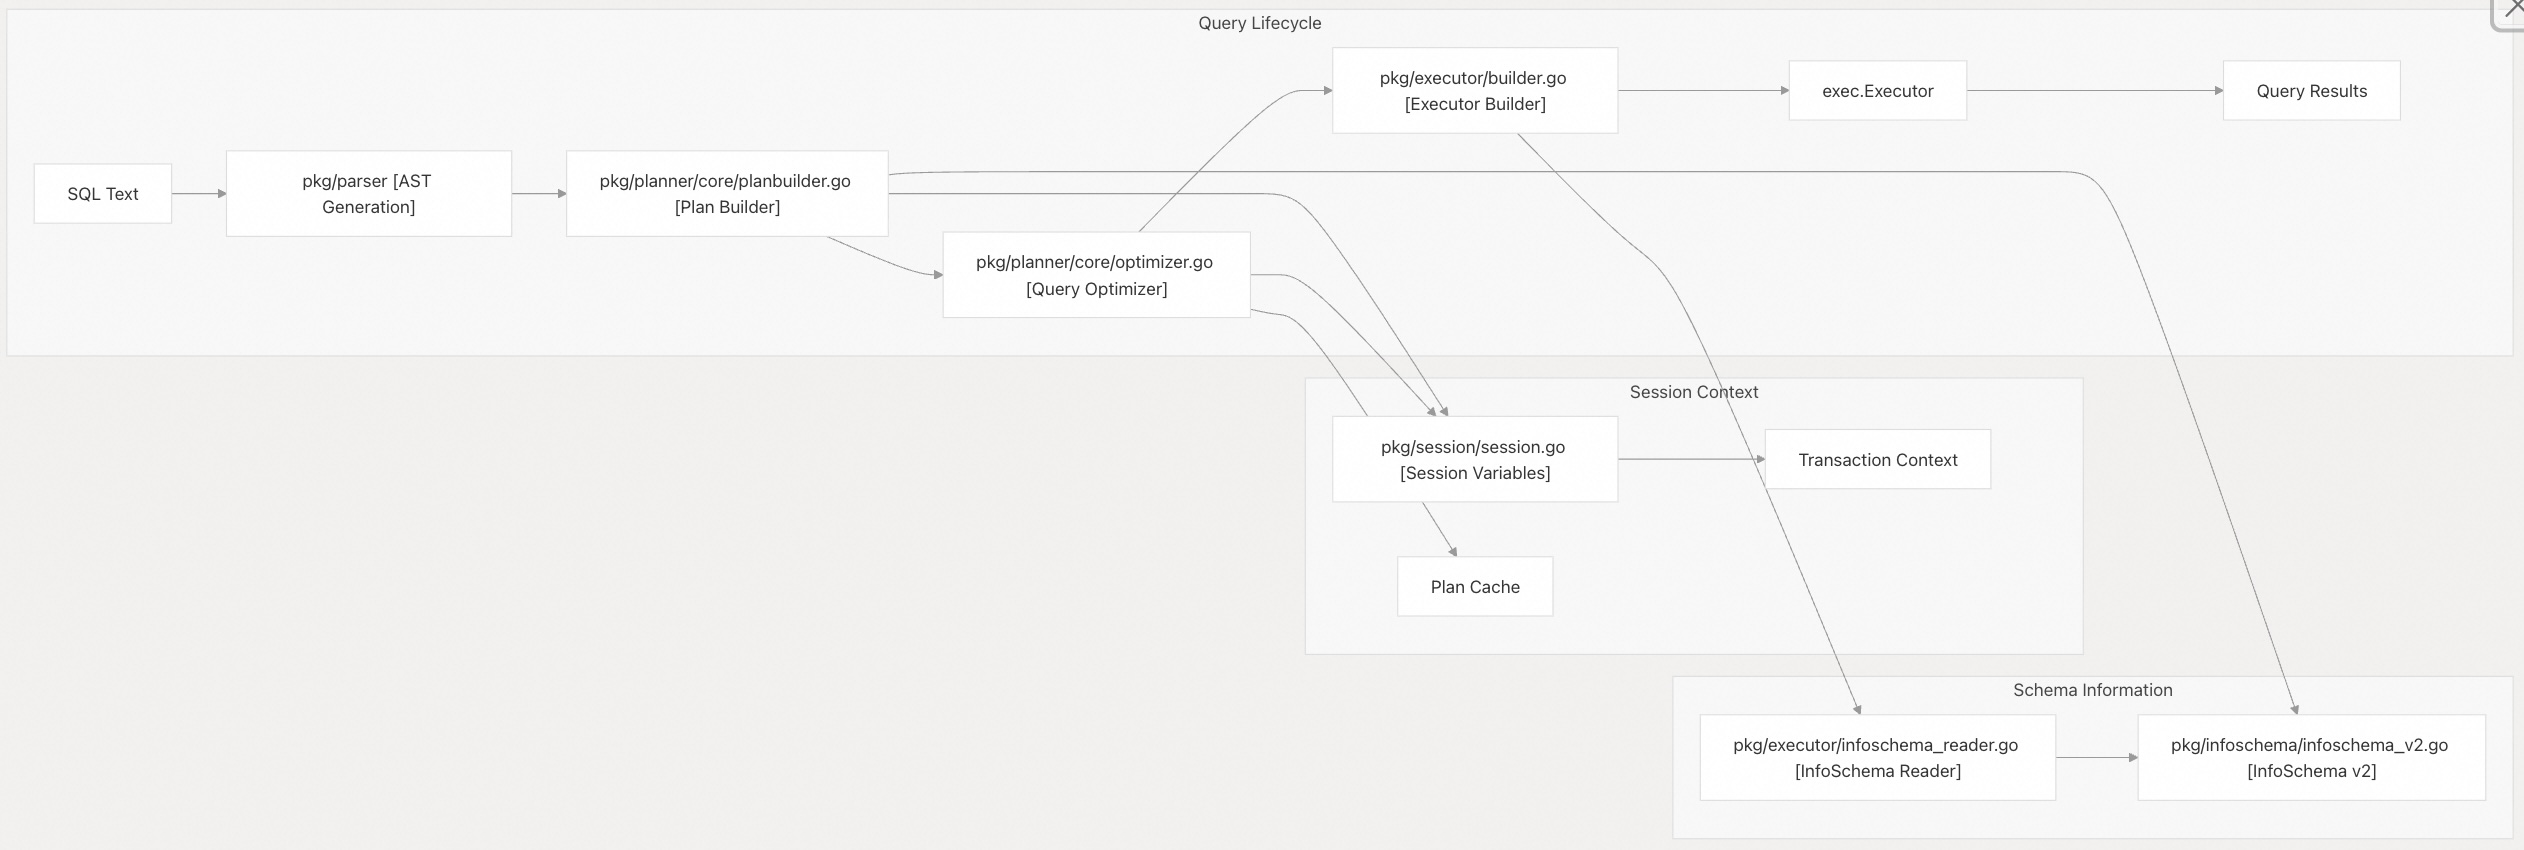 Query Lifecycle
pkg/executor/builder.go
[Executor Builder]
exec.Executor
Query Results
SQL Text
pkg/parser [AST
Generation]
pkg/planner/core/planbuilder.go
[Plan Builder]
pkg/planner/core/optimizer.go
[Query Optimizer]
Session Context
pkg/session/session.go
[Session Variables]
Transaction Context
Plan Cache
Schema Information
pkg/executor/infoschema_reader.go
[InfoSchema Reader]
pkg/infoschema/infoschema_v2.go
[InfoSchema v2]